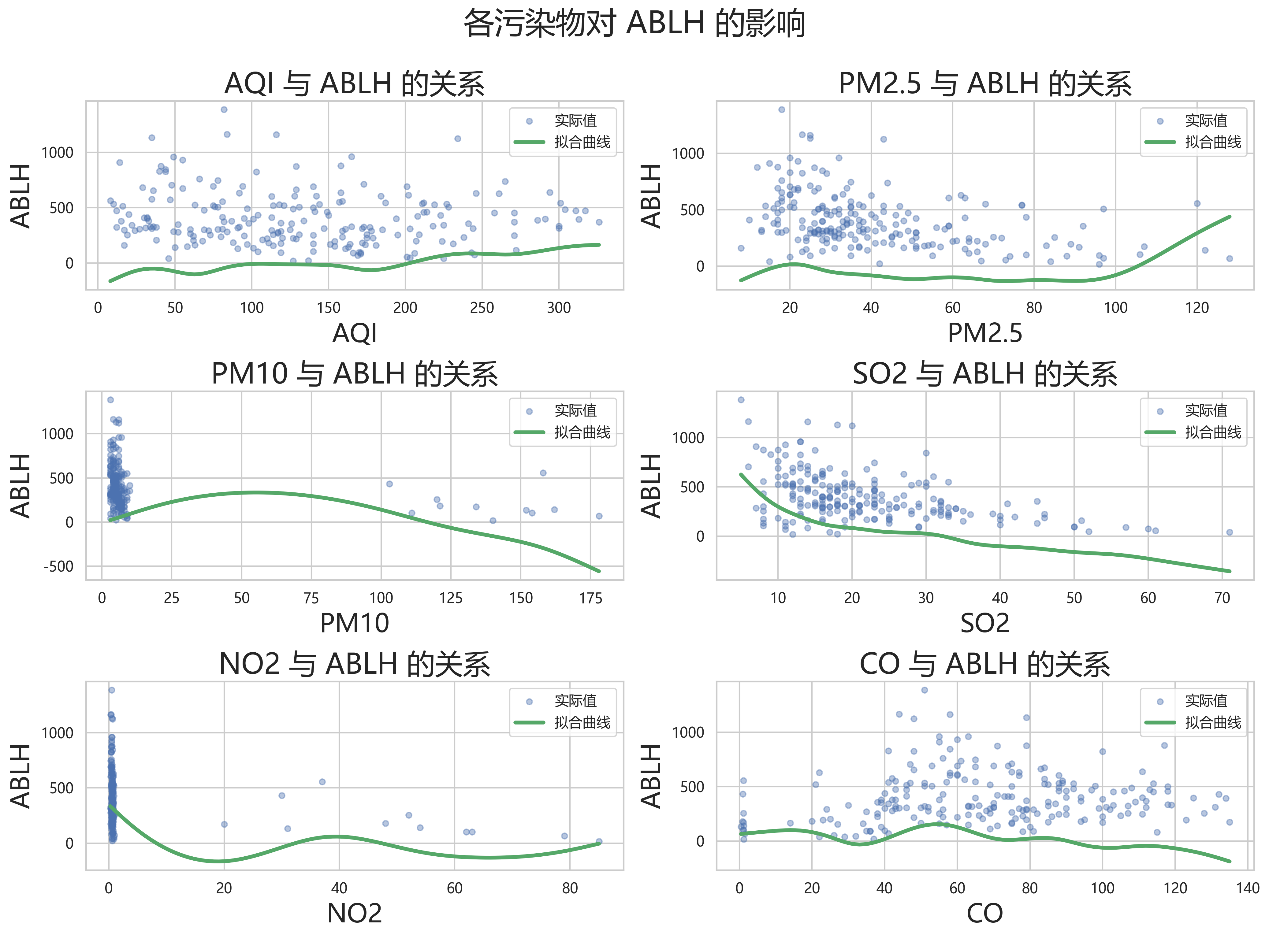 各污染物对 ABLH 的影响
AQI 与 ABLH 的关系
ABLH
1000
500
0
实际值
拟合曲线
0 50 100 150 200 250 300
AQI
PM2.5 与 ABLH 的关系
ABLH
1000
500
0
实际值
拟合曲线
20 40 60 80 100 120
PM2.5
PM10 与 ABLH 的关系
ABLH
1000
500
0
-500
实际值
拟合曲线
0 25 50 75 100 125 150 175
PM10
SO2 与 ABLH 的关系
ABLH
1000
500
0
实际值
拟合曲线
10 20 30 40 50 60 70
SO2
NO2 与 ABLH 的关系
ABLH
1000
500
0
实际值
拟合曲线
0 20 40 60 80
NO2
CO 与 ABLH 的关系
ABLH
1000
500
0
实际值
拟合曲线
0 20 40 60 80 100 120 140
CO